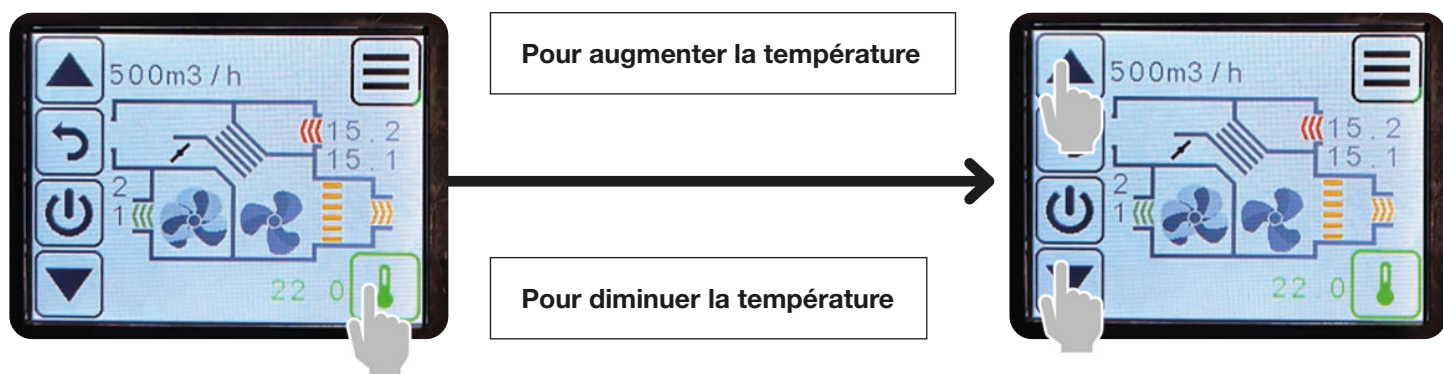 500m3/h
15.2
15.1
2
1
22 0
Pour augmenter la température
Pour diminuer la température
500m3/h
15.2
15.1
2
1
22.0